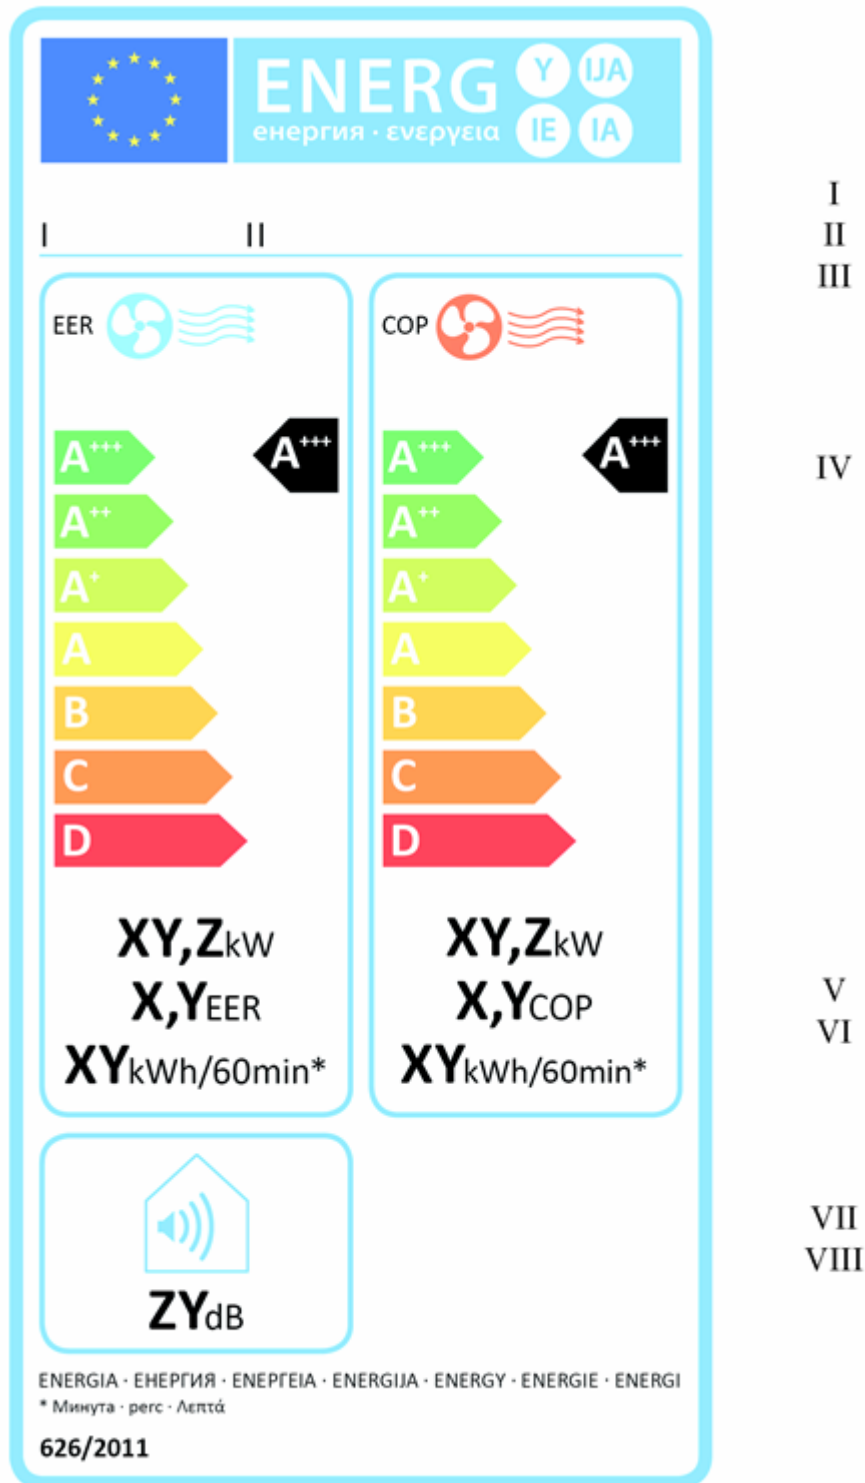 ENERG Y IJA
енергия · ενεργεια IE IA
I II
I
II
III
EER COP
A+++ A+++ A+++ A+++
IV
A++ A++
A+ A+
A A
B B
C C
D D
XY,ZkW XY,ZkW
X,YEER X,YCOP
V
XYkWh/60min* XYkWh/60min*
VI
VII
VIII
ZYdB
ENERGIA · ЕНЕРГИЯ · ΕΝΕΡΓΕΙΑ · ENERGIJA · ENERGY · ENERGIE · ENERGI
* Минута · perc · Λεπτά
626/2011